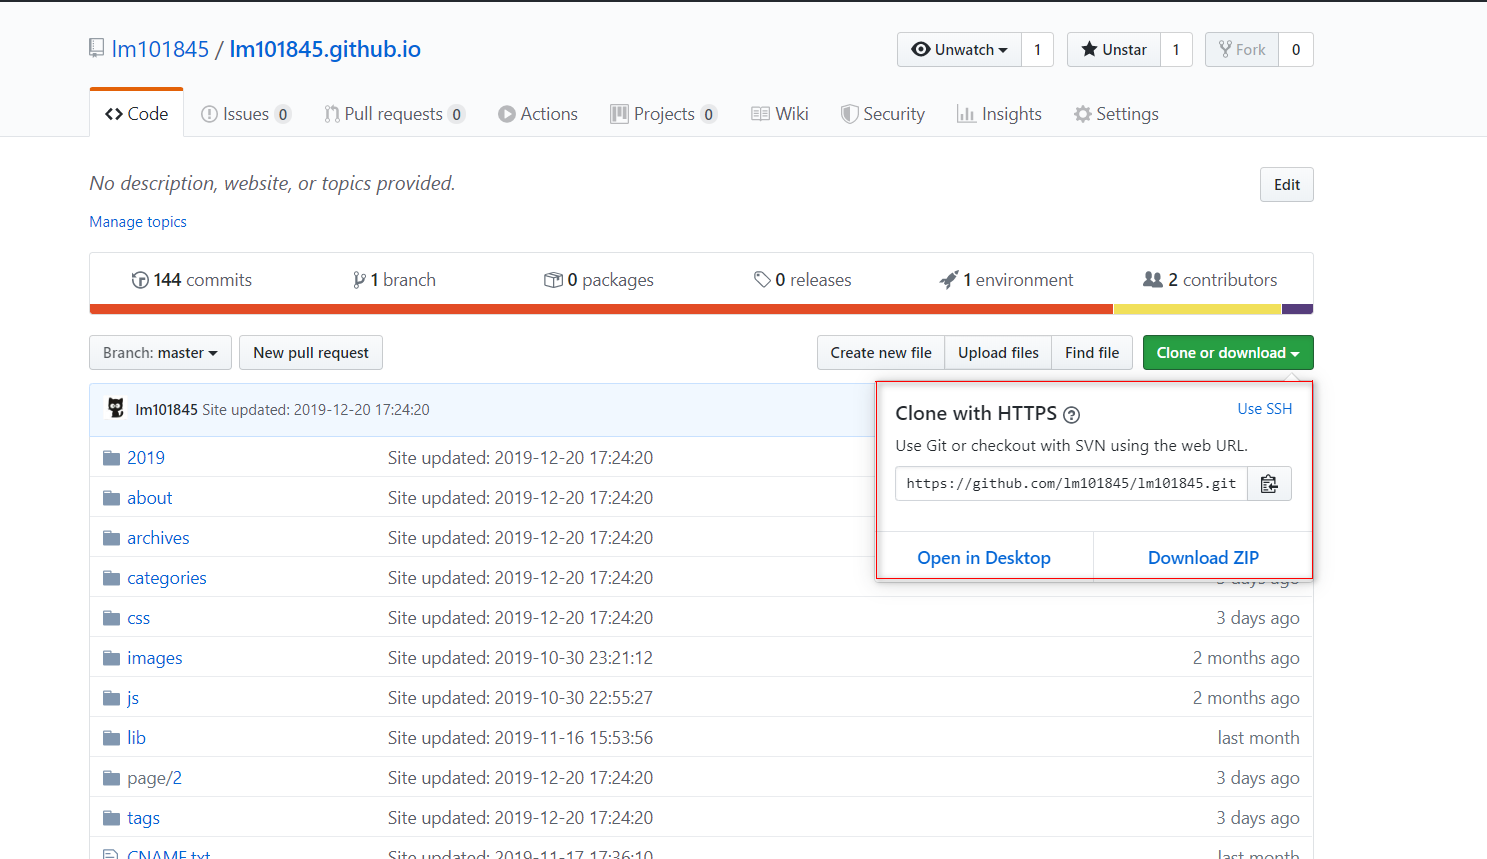 lm101845 / lm101845.github.io
Unwatch 1 Unstar 1 Fork 0
Code Issues 0 Pull requests 0 Actions Projects 0 Wiki Security Insights Settings
No description, website, or topics provided. Edit
Manage topics
144 commits 1 branch 0 packages 0 releases 1 environment 2 contributors
Branch: master New pull request Create new file Upload files Find file Clone or download
lm101845 Site updated: 2019-12-20 17:24:20
Clone with HTTPS ? Use SSH
Use Git or checkout with SVN using the web URL.
https://github.com/lm101845/lm101845.git
Open in Desktop Download ZIP
2019 Site updated: 2019-12-20 17:24:20
about Site updated: 2019-12-20 17:24:20
archives Site updated: 2019-12-20 17:24:20
categories Site updated: 2019-12-20 17:24:20 3 days ago
css Site updated: 2019-12-20 17:24:20 3 days ago
images Site updated: 2019-10-30 23:21:12 2 months ago
js Site updated: 2019-10-30 22:55:27 2 months ago
lib Site updated: 2019-11-16 15:53:56 last month
page/2 Site updated: 2019-12-20 17:24:20 3 days ago
tags Site updated: 2019-12-20 17:24:20 3 days ago
CNAME.txt Site updated: 2019-11-17 17:36:10 last month